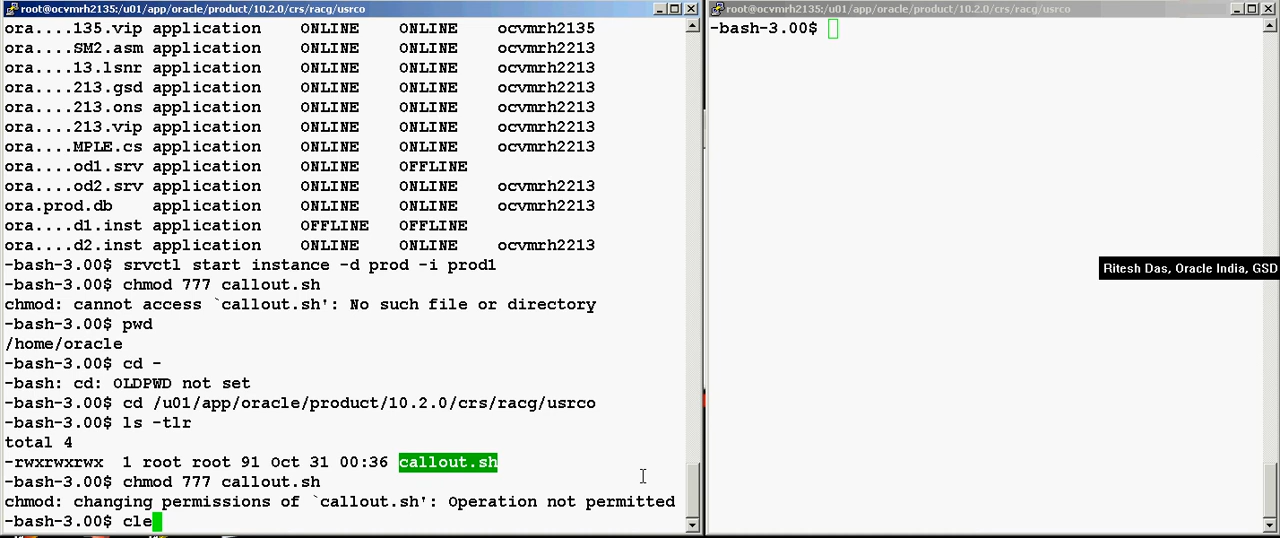 root@ocvmrh2135:/u01/app/oracle/product/10.2.0/crs/racg/usrco
ora....135.vip application    ONLINE    ONLINE    ocvmrh2135
ora....SM2.asm application    ONLINE    ONLINE    ocvmrh2213
ora....13.lsnr application    ONLINE    ONLINE    ocvmrh2213
ora....213.gsd application    ONLINE    ONLINE    ocvmrh2213
ora....213.ons application    ONLINE    ONLINE    ocvmrh2213
ora....213.vip application    ONLINE    ONLINE    ocvmrh2213
ora....MPLE.cs application    ONLINE    ONLINE    ocvmrh2213
ora....od1.srv application    ONLINE    OFFLINE
ora....od2.srv application    ONLINE    ONLINE    ocvmrh2213
ora.prod.db    application    ONLINE    ONLINE    ocvmrh2213
ora....d1.inst application    OFFLINE   OFFLINE
ora....d2.inst application    ONLINE    ONLINE    ocvmrh2213
-bash-3.00$ srvctl start instance -d prod -i prod1
-bash-3.00$ chmod 777 callout.sh
chmod: cannot access `callout.sh': No such file or directory
-bash-3.00$ pwd
/home/oracle
-bash-3.00$ cd -
-bash: cd: OLDPWD not set
-bash-3.00$ cd /u01/app/oracle/product/10.2.0/crs/racg/usrco
-bash-3.00$ ls -tlr
total 4
-rwxrwxrwx  1 root root 91 Oct 31 00:36 callout.sh
-bash-3.00$ chmod 777 callout.sh
chmod: changing permissions of `callout.sh': Operation not permitted
-bash-3.00$ cle
root@ocvmrh2135:/u01/app/oracle/product/10.2.0/crs/racg/usrco
-bash-3.00$
Ritesh Das, Oracle India, GSD